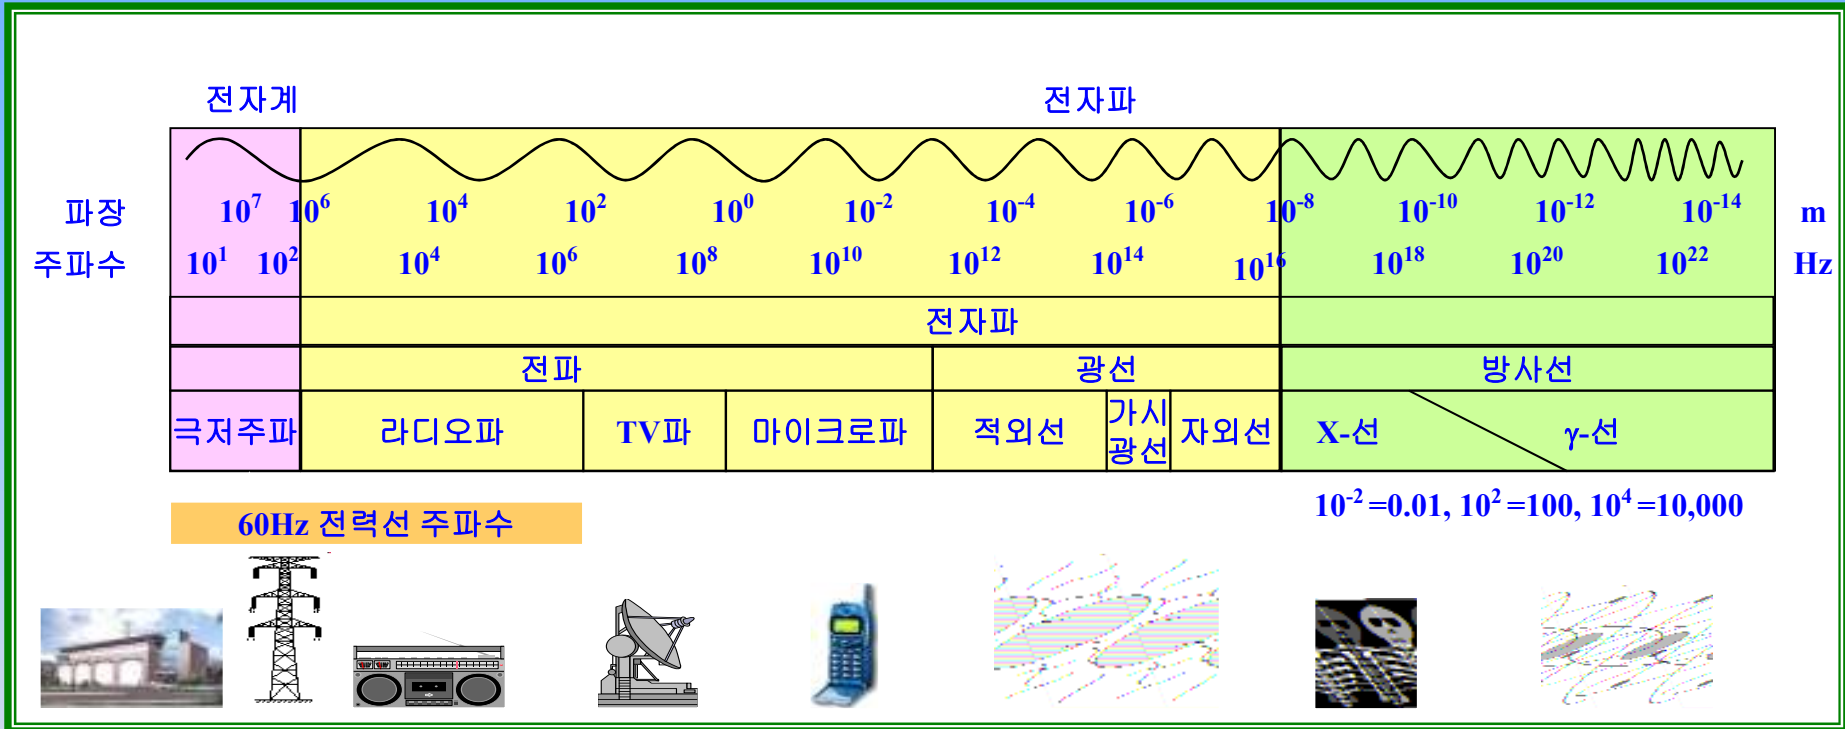 전자계 전자파
파장 10⁷ 10⁶ 10⁴ 10² 10⁰ 10⁻² 10⁻⁴ 10⁻⁶ 10⁻⁸ 10⁻¹⁰ 10⁻¹² 10⁻¹⁴ m
주파수 10¹ 10² 10⁴ 10⁶ 10⁸ 10¹⁰ 10¹² 10¹⁴ 10¹⁶ 10¹⁸ 10²⁰ 10²² Hz
전자파
전파 광선 방사선
극저주파 라디오파 TV파 마이크로파 적외선 가시 광선 자외선 X-선 γ-선
10⁻² =0.01, 10² =100, 10⁴ =10,000
60Hz 전력선 주파수